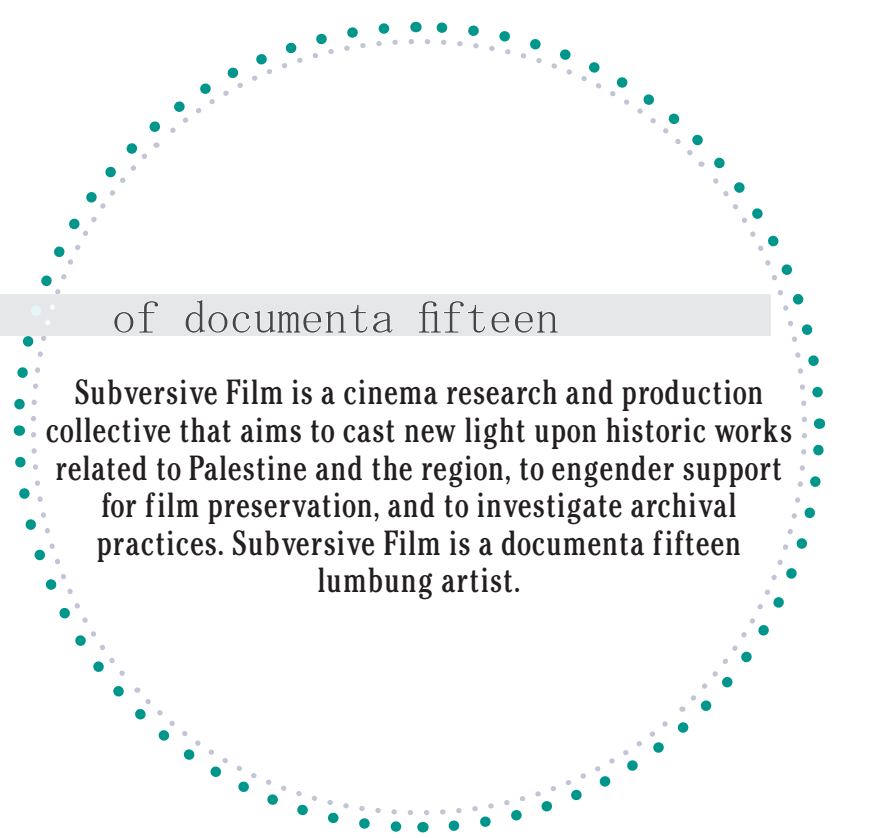 of documenta fifteen
Subversive Film is a cinema research and production
collective that aims to cast new light upon historic works
related to Palestine and the region, to engender support
for film preservation, and to investigate archival
practices. Subversive Film is a documenta fifteen
lumbung artist.